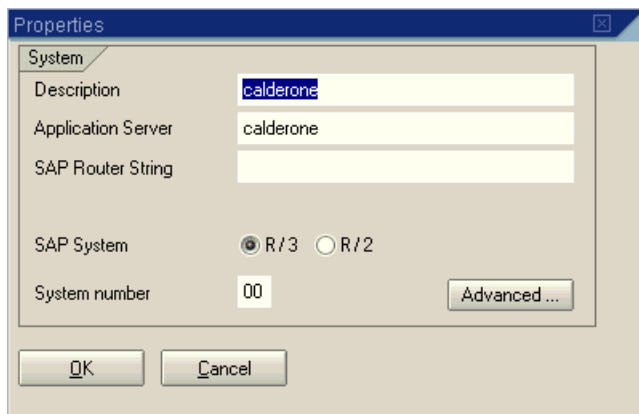 Properties
System
Description calderone
Application Server calderone
SAP Router String
SAP System R/3 R/2
System number 00 Advanced ...
OK Cancel